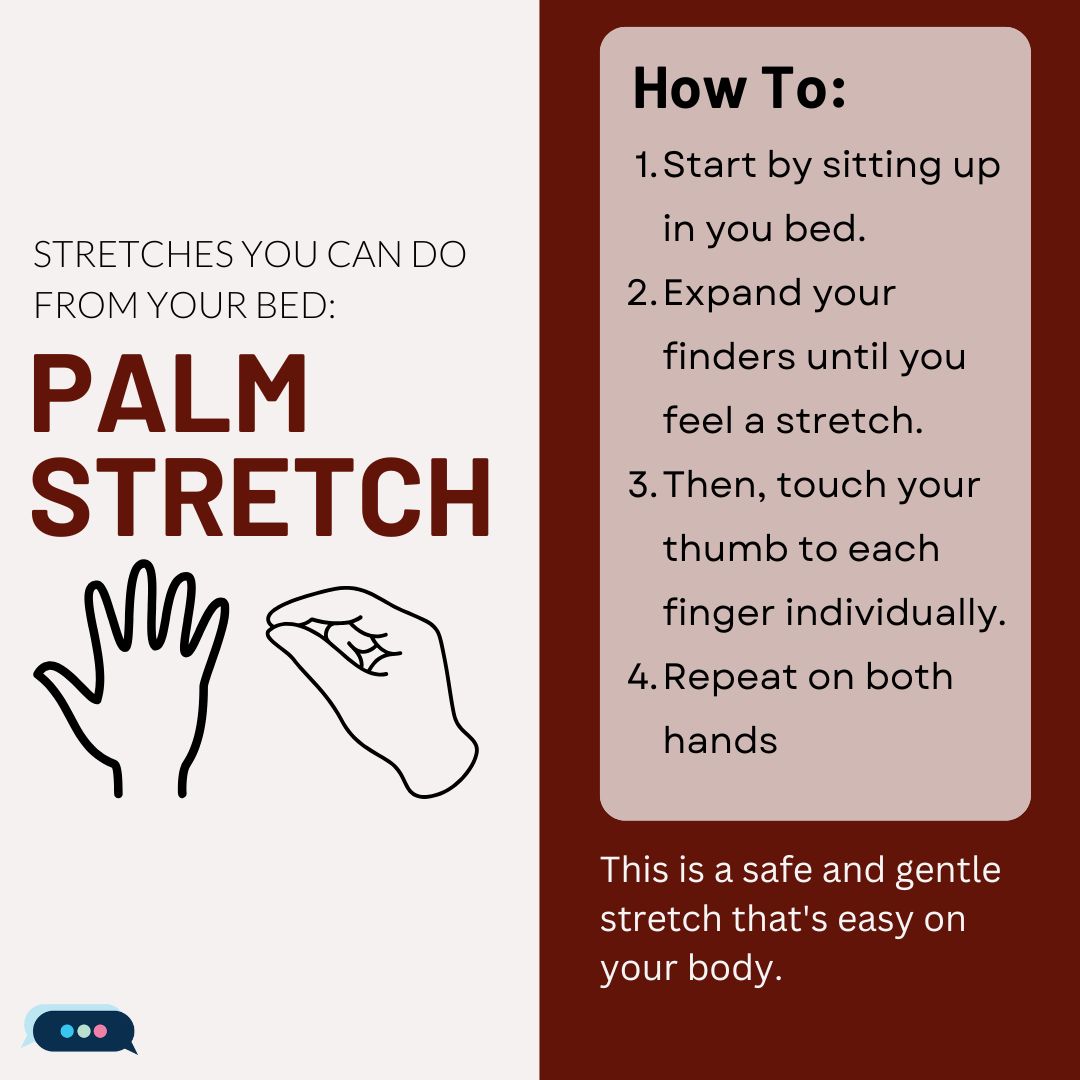 STRETCHES YOU CAN DO
FROM YOUR BED:
PALM
STRETCH
How To:
1. Start by sitting up
in you bed.
2. Expand your
finders until you
feel a stretch.
3. Then, touch your
thumb to each
finger individually.
4. Repeat on both
hands
This is a safe and gentle
stretch that's easy on
your body.